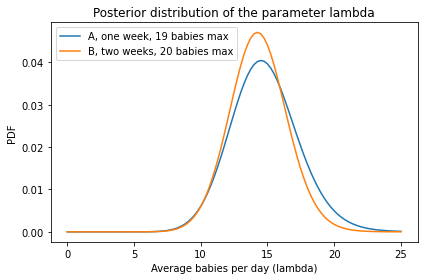 Posterior distribution of the parameter lambda
A, one week, 19 babies max
B, two weeks, 20 babies max
PDF
0.04
0.03
0.02
0.01
0.00
0
5
10
15
20
25
Average babies per day (lambda)